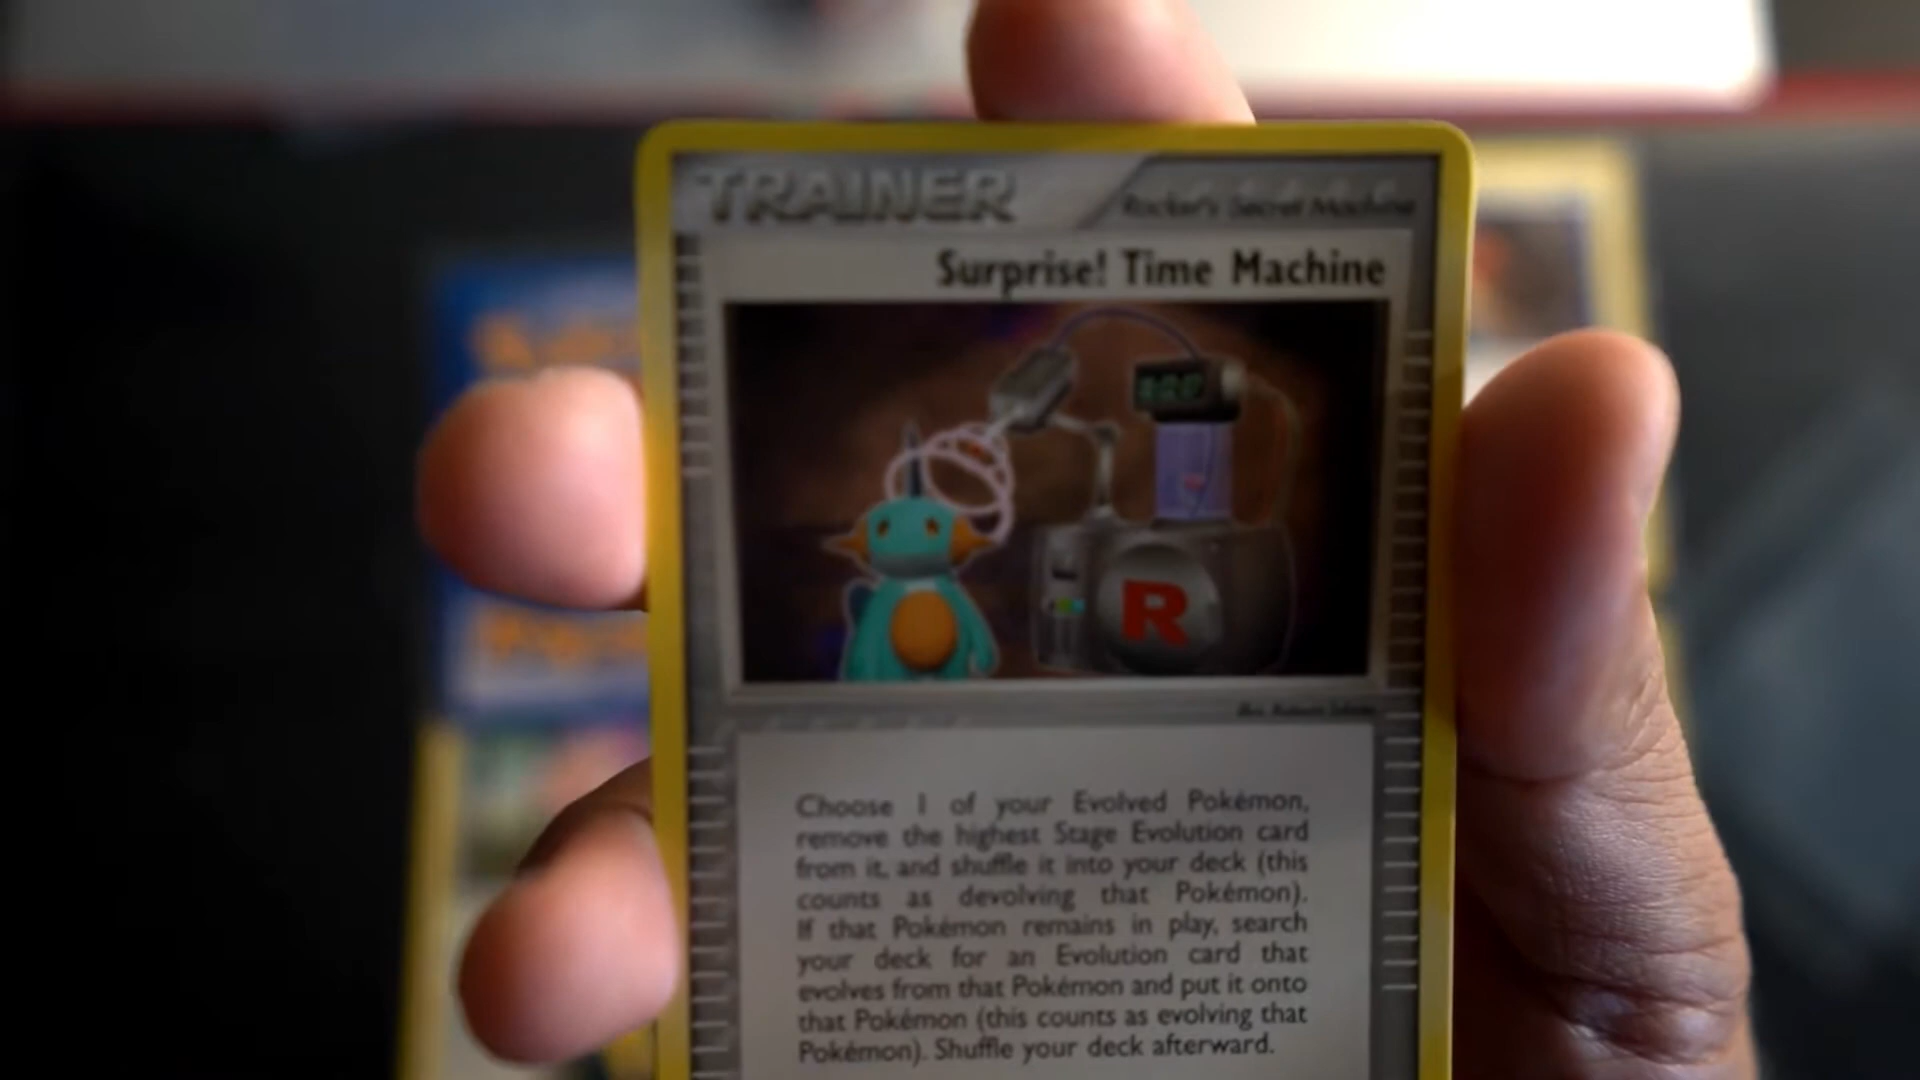 TRAINER
Rocket's Secret Machine
Surprise! Time Machine
R
Choose 1 of your Evolved Pokémon,
remove the highest Stage Evolution card
from it, and shuffle it into your deck (this
counts as devolving that Pokémon).
If that Pokémon remains in play, search
your deck for an Evolution card that
evolves from that Pokémon and put it onto
that Pokémon (this counts as evolving that
Pokémon). Shuffle your deck afterward.